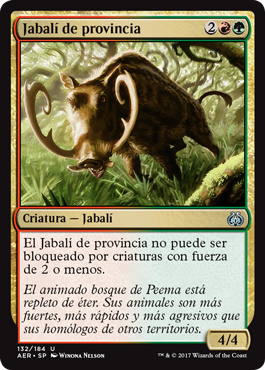 Jabalí de provincia 2
Criatura — Jabalí
El Jabalí de provincia no puede ser
bloqueado por criaturas con fuerza
de 2 o menos.
El animado bosque de Peema está
repleto de éter. Sus animales son más
fuertes, más rápidos y más agresivos que
sus homólogos de otros territorios.
4/4
132/184 U
AER • SP Winona Nelson
™ & © 2017 Wizards of the Coast